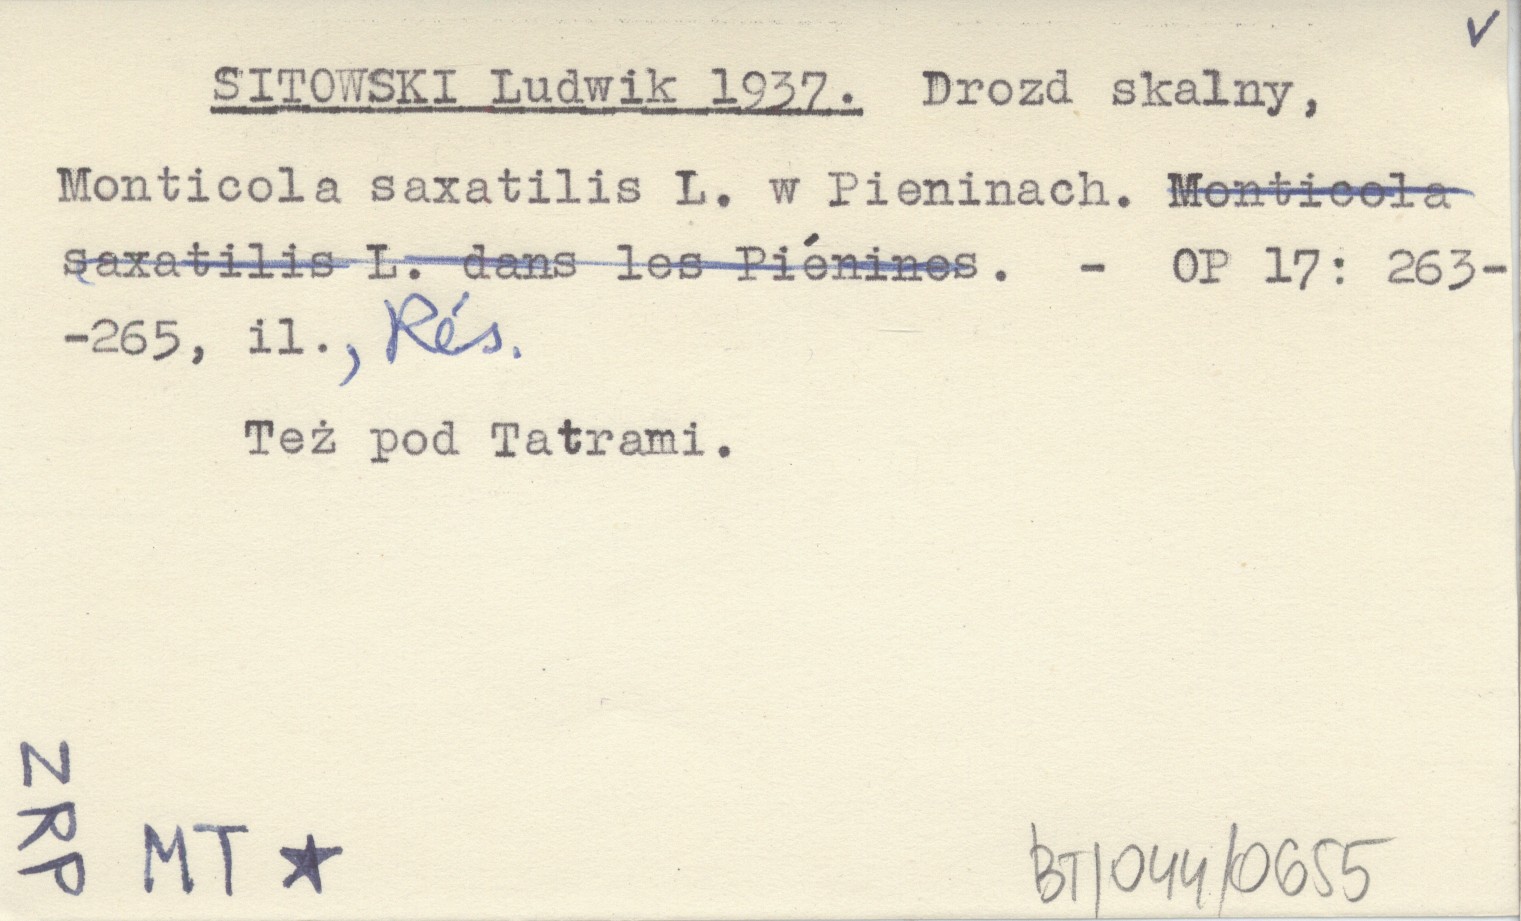 SITOWSKI Ludwik 1937. Drozd skalny,
Monticola saxatilis L. w Pieninach. Monticola
saxatilis L. dans les Piénines. - OP 17: 263-
-265, il., Rés.
Też pod Tatrami.
ZRP
MT ★
BT/044/0655